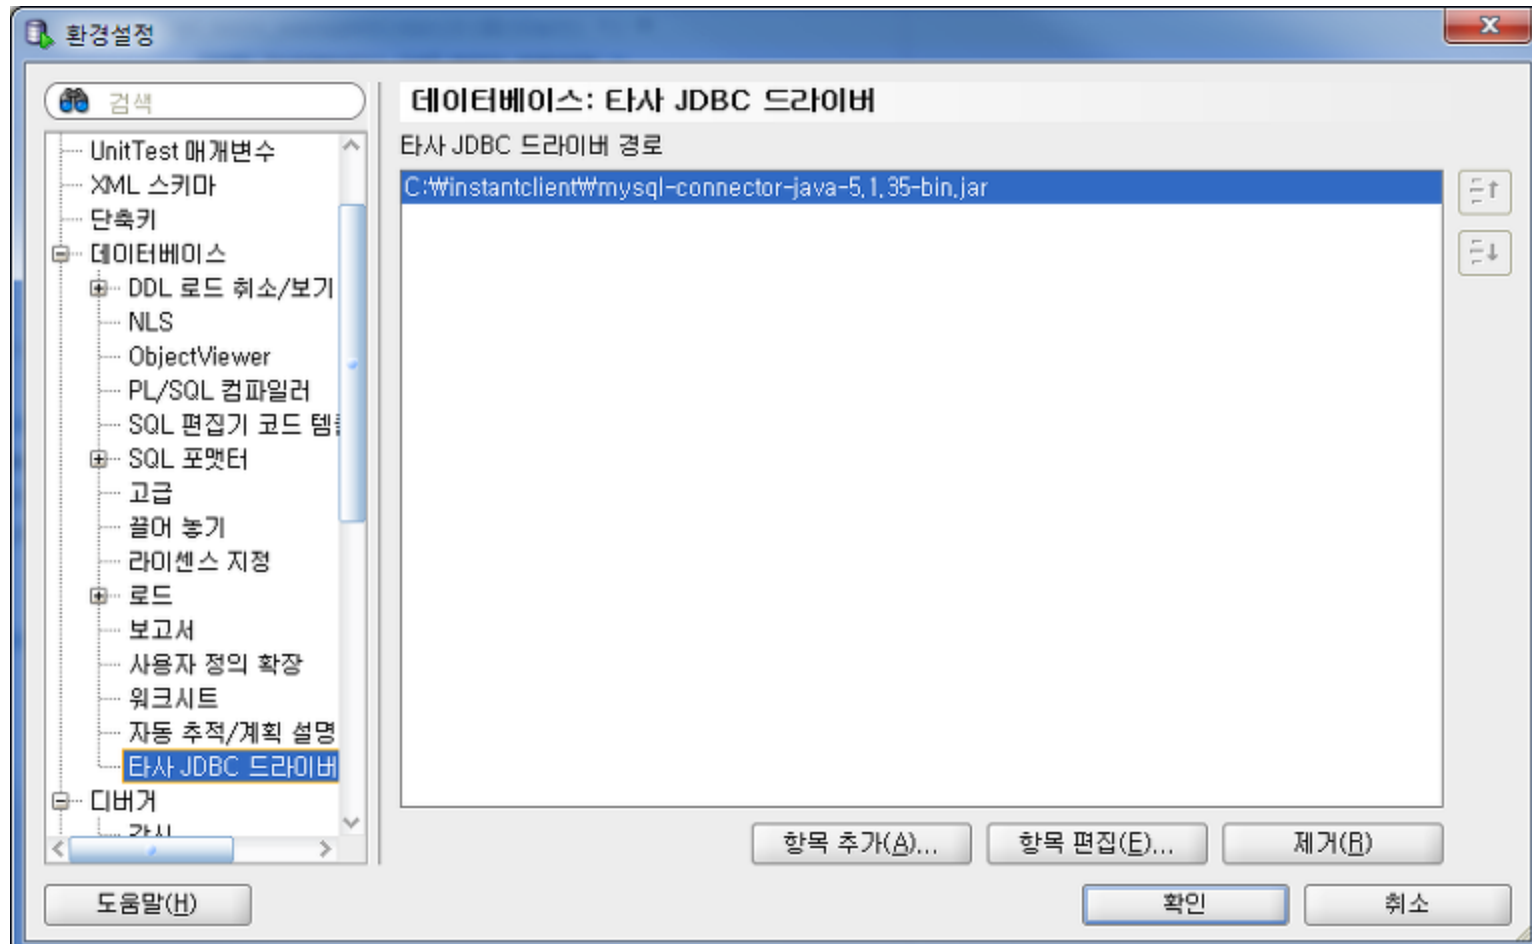 환경설정
검색
UnitTest 매개변수
XML 스키마
단축키
데이터베이스
DDL 로드 취소/보기
NLS
ObjectViewer
PL/SQL 컴파일러
SQL 편집기 코드 템
SQL 포맷터
고급
끌어 놓기
라이센스 지정
로드
보고서
사용자 정의 확장
워크시트
자동 추적/계획 설명
타사 JDBC 드라이버
디버거
데이터베이스: 타사 JDBC 드라이버
타사 JDBC 드라이버 경로
C:₩instantclient₩mysql-connector-java-5.1.35-bin.jar
항목 추가(A)... 항목 편집(E)... 제거(R)
도움말(H) 확인 취소